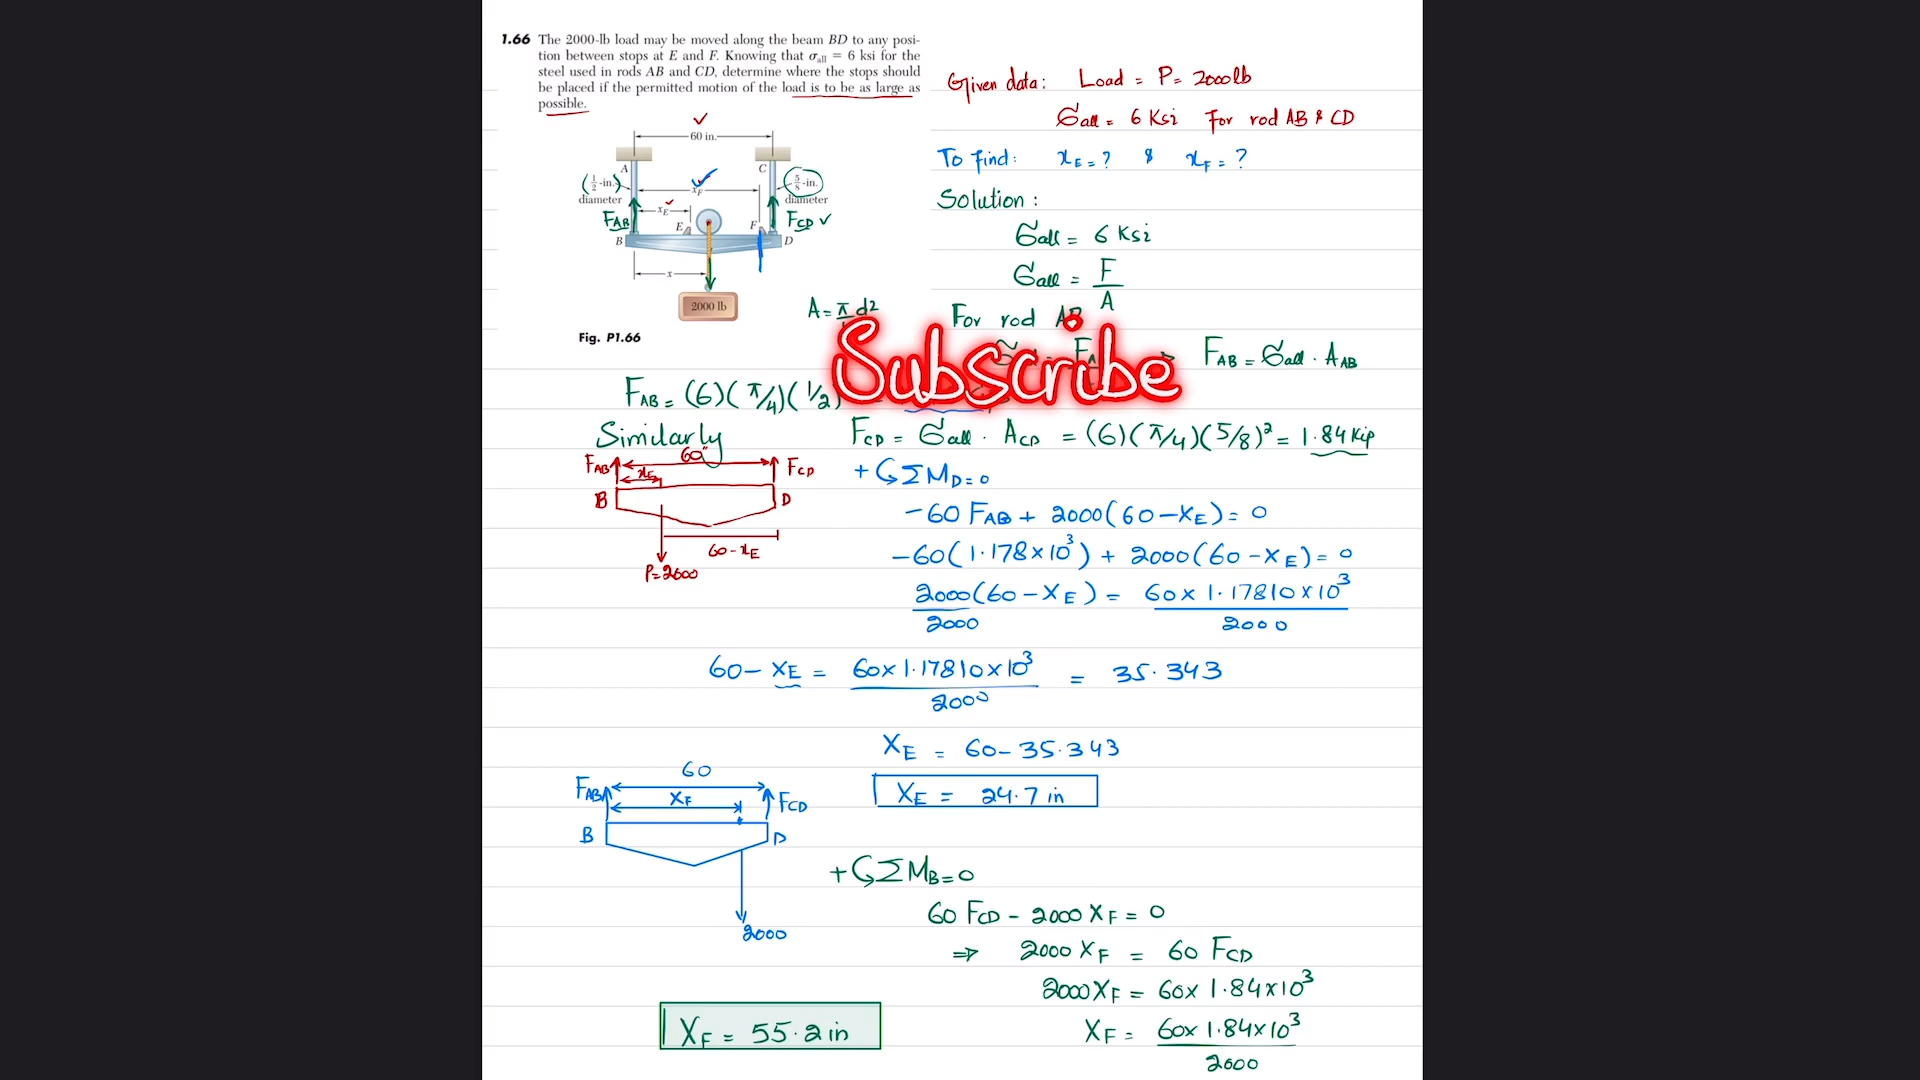 1.66 The 2000-lb load may be moved along the beam BD to any posi-
tion between stops at E and F. Knowing that σall = 6 ksi for the
steel used in rods AB and CD, determine where the stops should
be placed if the permitted motion of the load is to be as large as
possible.
60 in.
A
C
1/2-in.
diameter
xF
5/8-in.
diameter
FAB
xE
E
F
FCD ✓
B
D
x
2000 lb
Fig. P1.66
Given data: Load = P = 2000lb
σall = 6 Ksi For rod AB & CD
To find: xE = ? & xF = ?
Solution :
σall = 6 Ksi
σall = F/A
A = π d2
For rod AB
Subscribe
⇒ FAB = σall . AAB
FAB = (6)(π/4)(1/2)
Similarly FCD = σall . ACD = (6)(π/4)(5/8)² = 1.84 Kip
FAB 60" FCD
xE
B D
60 - xE
P=2000
+ ↺ΣMD=0
-60 FAB + 2000(60-XE) = 0
-60(1.178×10³) + 2000(60-XE) = 0
2000(60-XE)/2000 = 60×1.17810×10³/2000
60-XE = 60×1.17810×10³/2000 = 35.343
XE = 60-35.343
XE = 24.7 in
60
FAB XF FCD
B D
2000
+↺ΣMB=0
60 FCD - 2000 XF = 0
⇒ 2000 XF = 60 FCD
2000XF = 60× 1.84×10³
XF = 60× 1.84×10³/2000
XF = 55.2 in